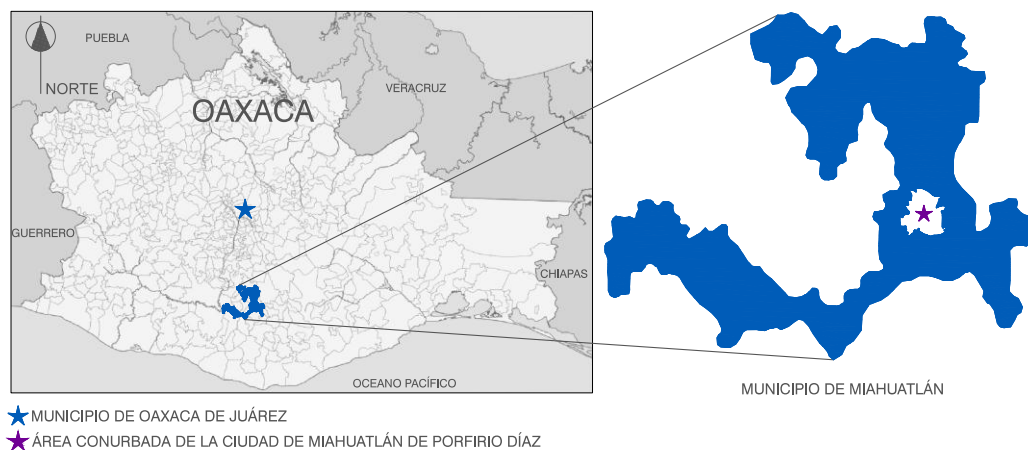 PUEBLA
NORTE
OAXACA
VERACRUZ
GUERRERO
CHIAPAS
OCEANO PACÍFICO
MUNICIPIO DE MIAHUATLÁN
MUNICIPIO DE OAXACA DE JUÁREZ
ÁREA CONURBADA DE LA CIUDAD DE MIAHUATLÁN DE PORFIRIO DÍAZ